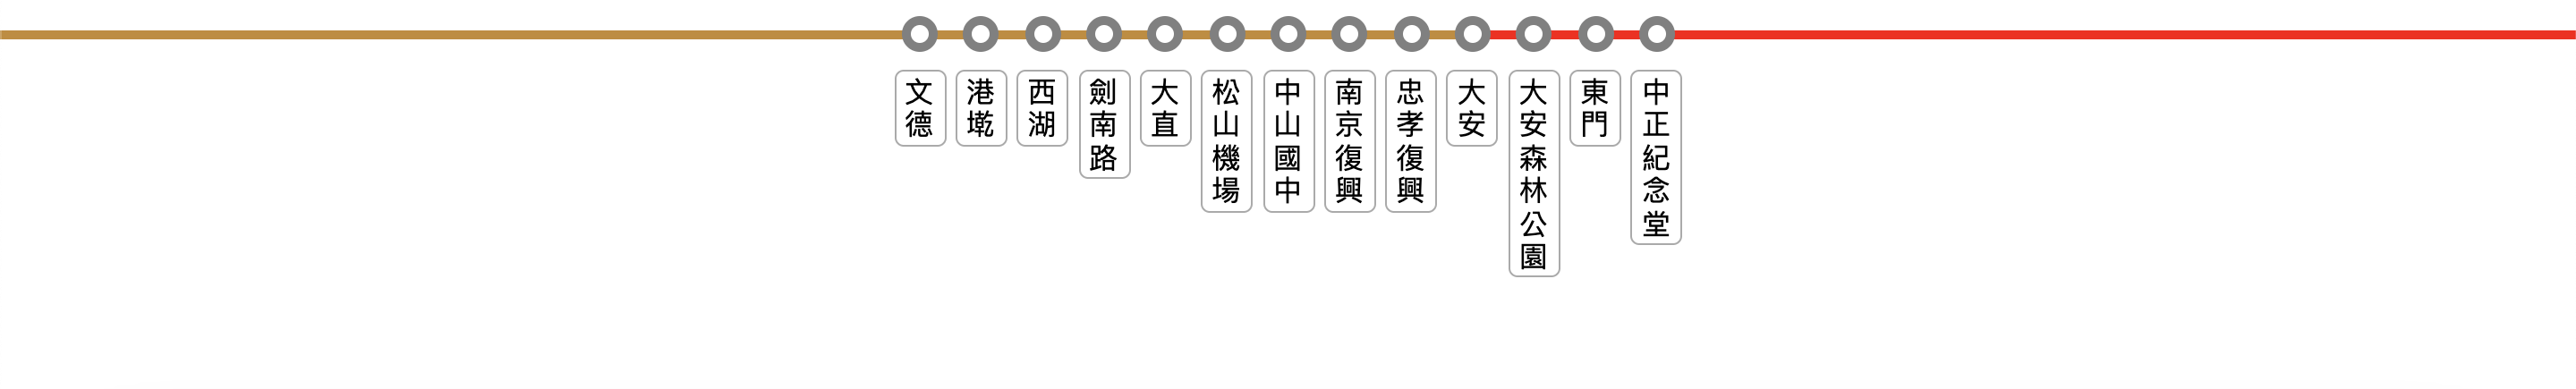 文德
港墘
西湖
劍南路
大直
松山機場
中山國中
南京復興
忠孝復興
大安
大安森林公園
東門
中正紀念堂